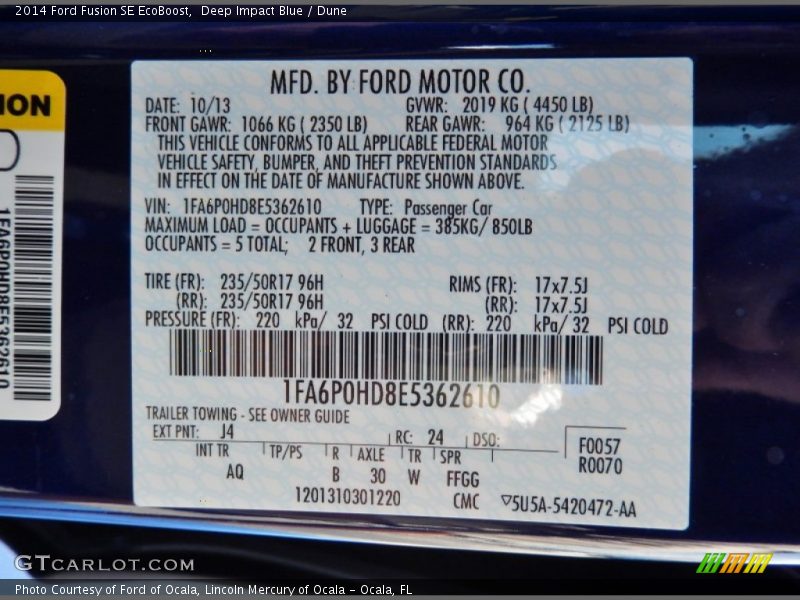 2014 Ford Fusion SE EcoBoost,  Deep Impact Blue / Dune
ION
1FA6P0HD8E5362610
MFD. BY FORD MOTOR CO.
DATE: 10/13 GVWR: 2019 KG ( 4450 LB)
FRONT GAWR: 1066 KG ( 2350 LB) REAR GAWR: 964 KG ( 2125 LB)
THIS VEHICLE CONFORMS TO ALL APPLICABLE FEDERAL MOTOR
VEHICLE SAFETY, BUMPER, AND THEFT PREVENTION STANDARDS
IN EFFECT ON THE DATE OF MANUFACTURE SHOWN ABOVE.
VIN: 1FA6P0HD8E5362610 TYPE: Passenger Car
MAXIMUM LOAD = OCCUPANTS + LUGGAGE = 385KG/ 850LB
OCCUPANTS = 5 TOTAL; 2 FRONT, 3 REAR
TIRE (FR): 235/50R17 96H RIMS (FR): 17x7.5J
(RR): 235/50R17 96H (RR): 17x7.5J
PRESSURE (FR): 220 kPa/ 32 PSI COLD (RR): 220 kPa/ 32 PSI COLD
1FA6P0HD8E5362610
TRAILER TOWING - SEE OWNER GUIDE
EXT PNT: J4 RC: 24 DSO: F0057
INT TR TP/PS R AXLE TR SPR R0070
AQ B 30 W FFGG
1201310301220 CMC ▽5U5A-5420472-AA
GTCARLOT.COM
Photo Courtesy of Ford of Ocala, Lincoln Mercury of Ocala – Ocala, FL